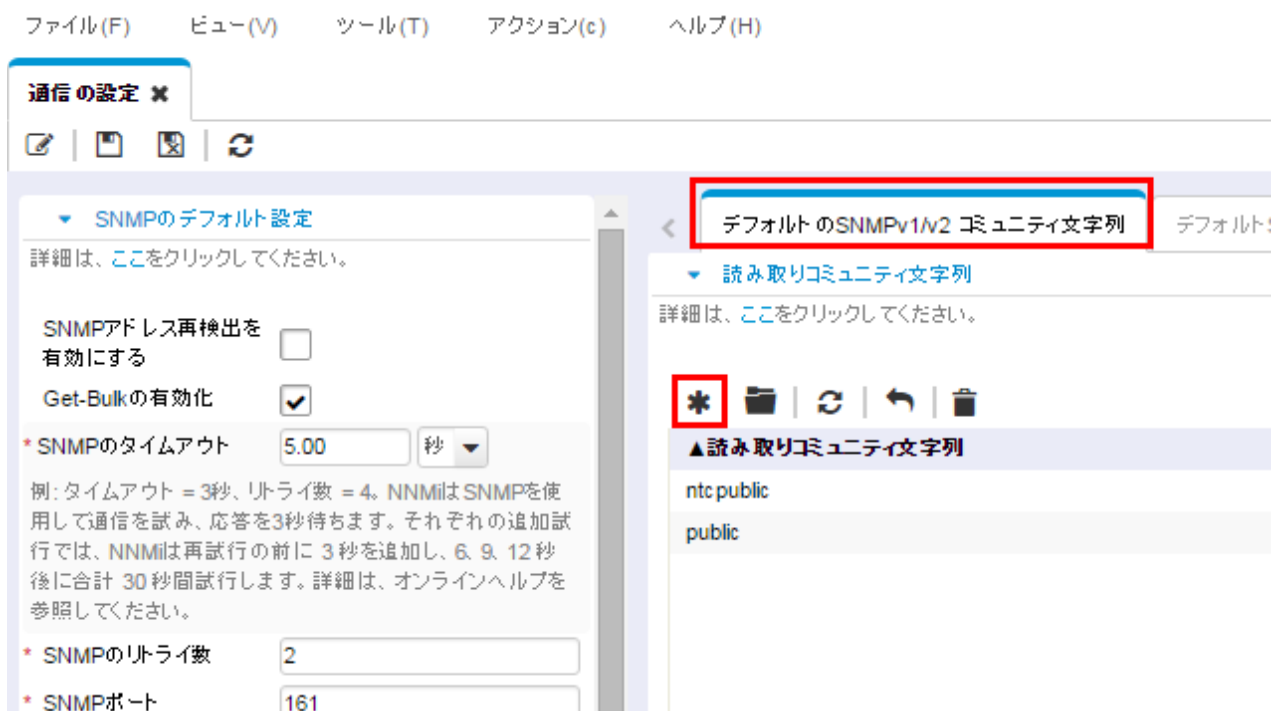 ファイル(F) ビュー(V) ツール(T) アクション(c) ヘルプ(H)
通信の設定
SNMPのデフォルト設定
詳細は、ここをクリックしてください。
SNMPアドレス再検出を
有効にする
Get-Bulkの有効化
* SNMPのタイムアウト 5.00 秒
例: タイムアウト = 3秒、リトライ数 = 4。NNMiはSNMPを使
用して通信を試み、応答を3秒待ちます。それぞれの追加試
行では、NNMiは再試行の前に 3 秒を追加し、6、9、12 秒
後に合計 30 秒間試行します。詳細は、オンラインヘルプを
参照してください。
* SNMPのリトライ数 2
* SNMPポート 161
デフォルトのSNMPv1/v2 コミュニティ文字列 デフォルトS
読み取りコミュニティ文字列
詳細は、ここをクリックしてください。
▲読み取りコミュニティ文字列
ntcpublic
public